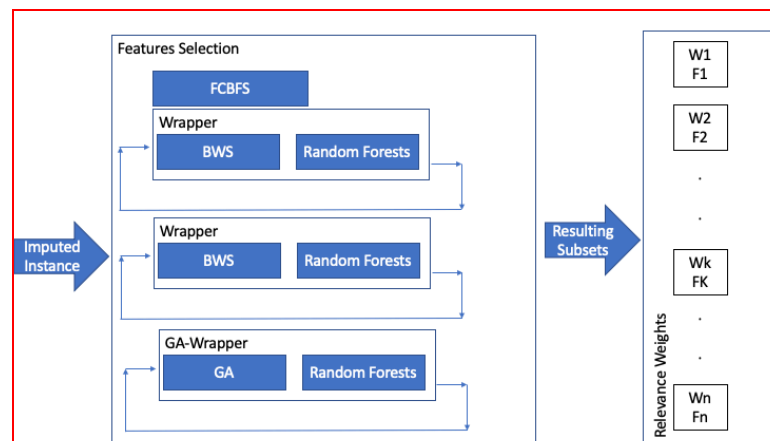 Features Selection
FCBFS
Wrapper
BWS
Random Forests
Wrapper
BWS
Random Forests
GA-Wrapper
GA
Random Forests
Imputed
Instance
Resulting
Subsets
W1
F1
W2
F2
.
.
Wk
FK
.
.
Wn
Fn
Relevance Weights